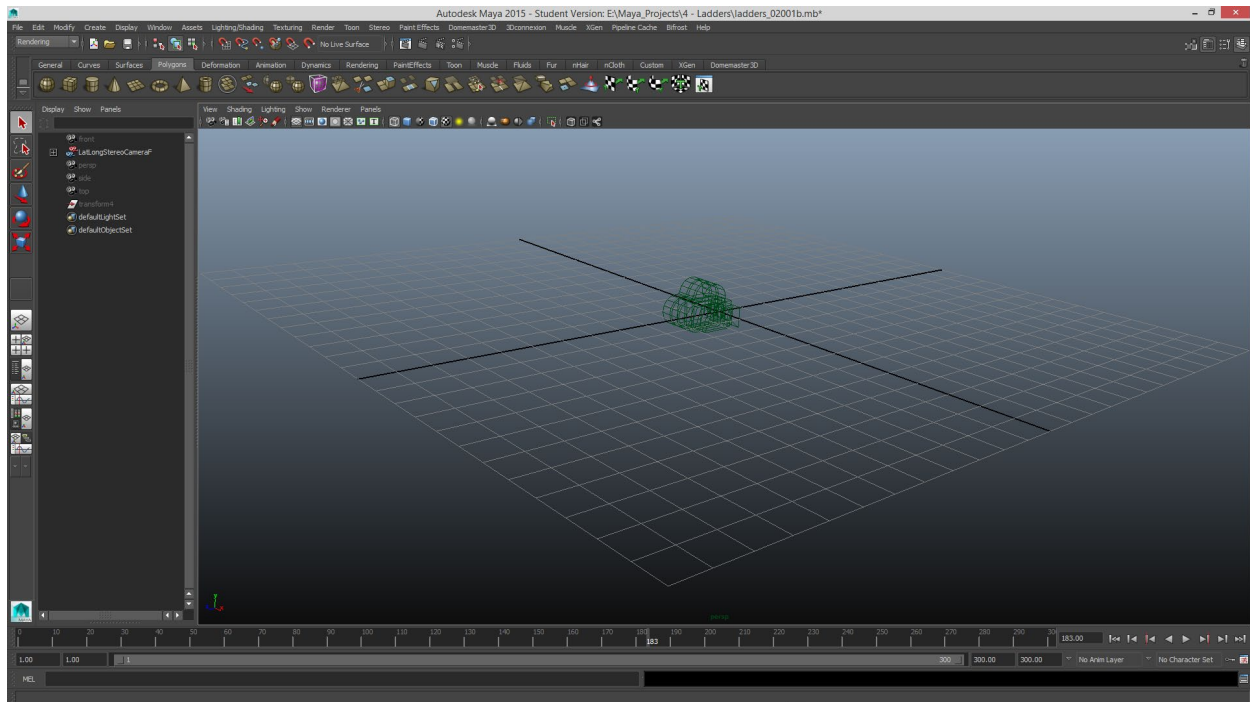 Autodesk Maya 2015 - Student Version: E:\Maya_Projects\4 - Ladders\ladders_02001b.mb*
File Edit Modify Create Display Window Assets Lighting/Shading Texturing Render Toon Stereo Paint Effects Domemaster3D 3Dconnexion Muscle XGen Pipeline Cache Bifrost Help
Rendering No Live Surface
General Curves Surfaces Polygons Deformation Animation Dynamics Rendering PaintEffects Toon Muscle Fluids Fur nHair nCloth Custom XGen Domemaster3D
Display Show Panels View Shading Lighting Show Renderer Panels
front
LatLongStereoCameraF
persp
side
top
transform4
defaultLightSet
defaultObjectSet
y
persp
0 10 20 30 40 50 60 70 80 90 100 110 120 130 140 150 160 170 180 183 190 200 210 220 230 240 250 260 270 280 290 300 183.00
1.00 1.00 1 300 300.00 300.00 No Anim Layer No Character Set
MEL